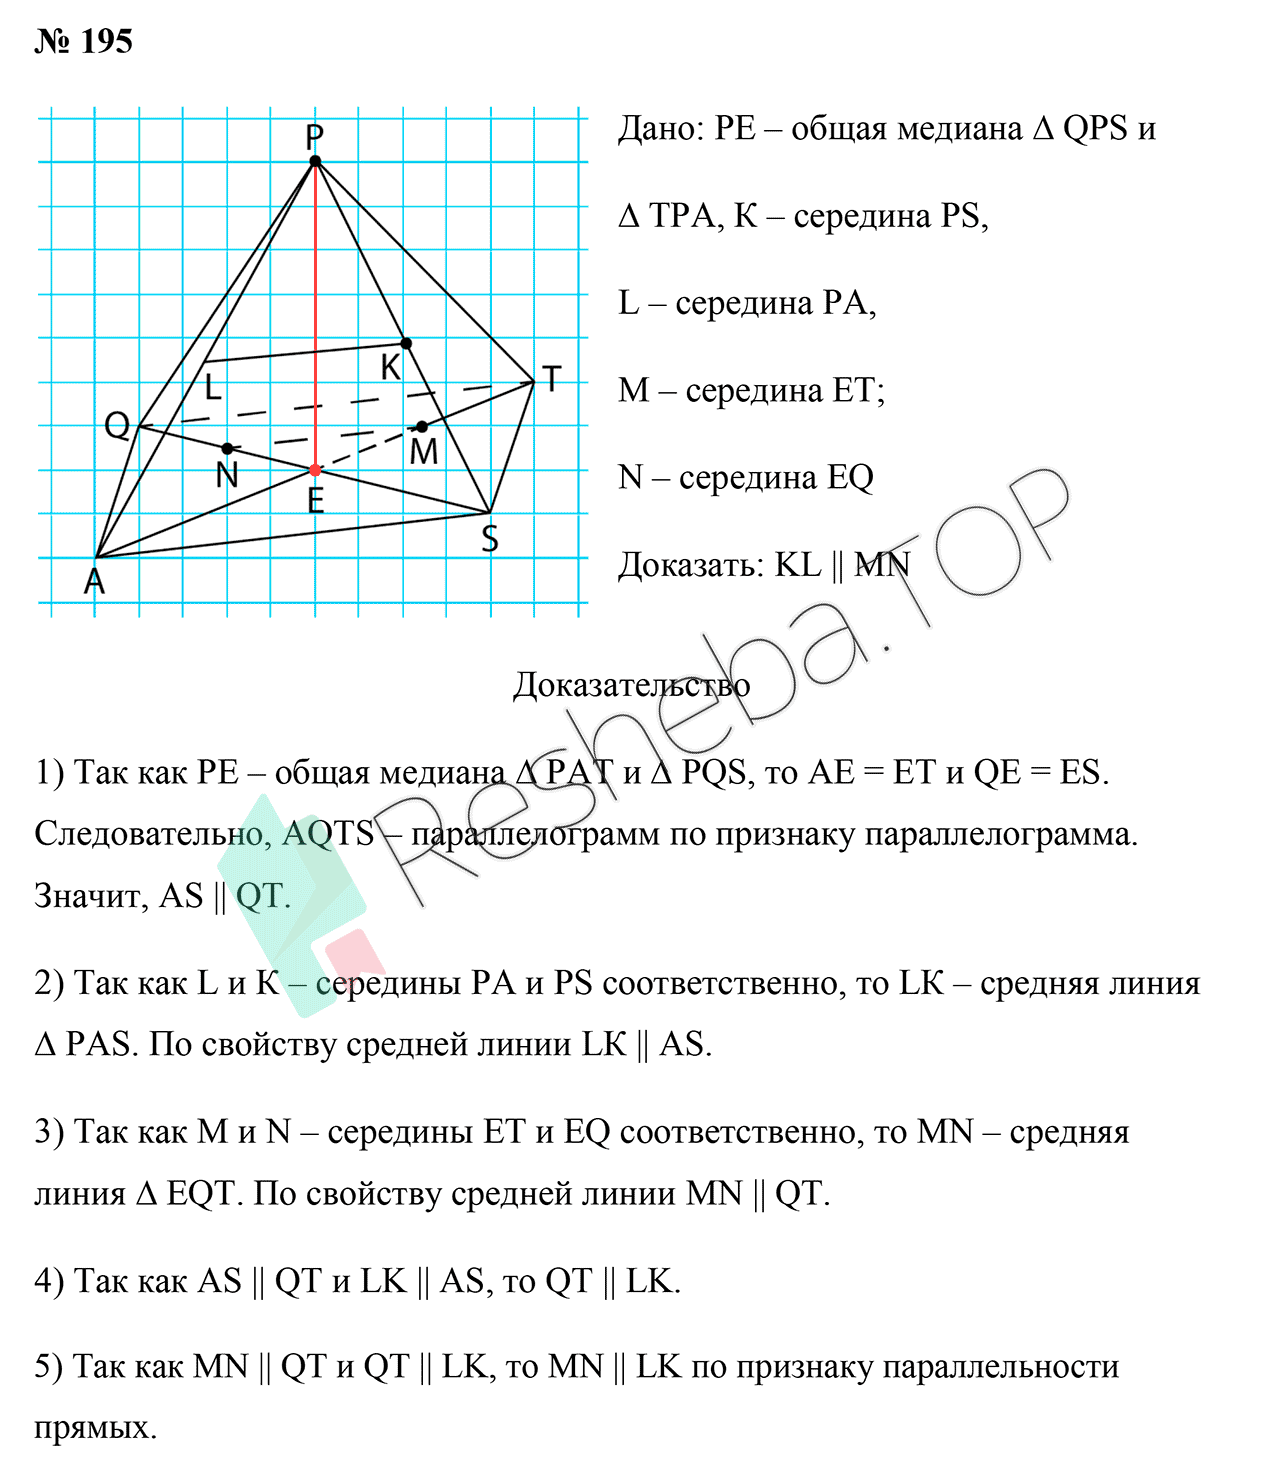 № 195
P
K
L
T
Q
M
N
E
S
A
Дано: PE – общая медиана Δ QPS и
Δ TPA, К – середина PS,
L – середина PA,
M – середина ET;
N – середина EQ
Доказать: KL || MN
Доказательство
1) Так как PE – общая медиана Δ PAT и Δ PQS, то AE = ET и QE = ES.
Следовательно, AQTS – параллелограмм по признаку параллелограмма.
Значит, AS || QT.
2) Так как L и К – середины PA и PS соответственно, то LK – средняя линия
Δ PAS. По свойству средней линии LK || AS.
3) Так как M и N – середины ET и EQ соответственно, то MN – средняя
линия Δ EQT. По свойству средней линии MN || QT.
4) Так как AS || QT и LK || AS, то QT || LK.
5) Так как MN || QT и QT || LK, то MN || LK по признаку параллельности
прямых.
Resheba.TOP